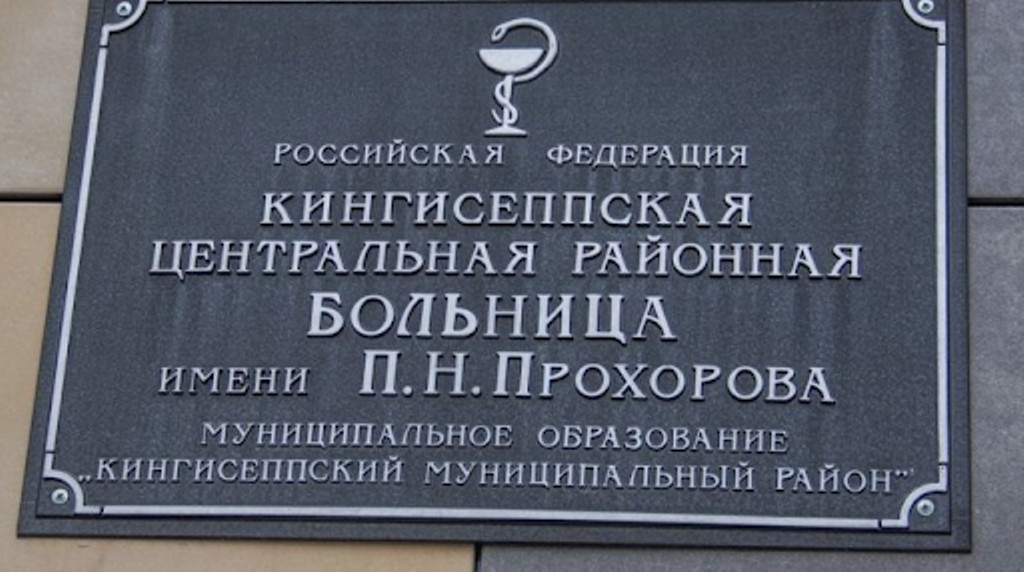 РОССИЙСКАЯ ФЕДЕРАЦИЯ
КИНГИСЕППСКАЯ
ЦЕНТРАЛЬНАЯ РАЙОННАЯ
БОЛЬНИЦА
ИМЕНИ П.Н.ПРОХОРОВА
МУНИЦИПАЛЬНОЕ ОБРАЗОВАНИЕ
„КИНГИСЕППСКИЙ МУНИЦИПАЛЬНЫЙ РАЙОН”